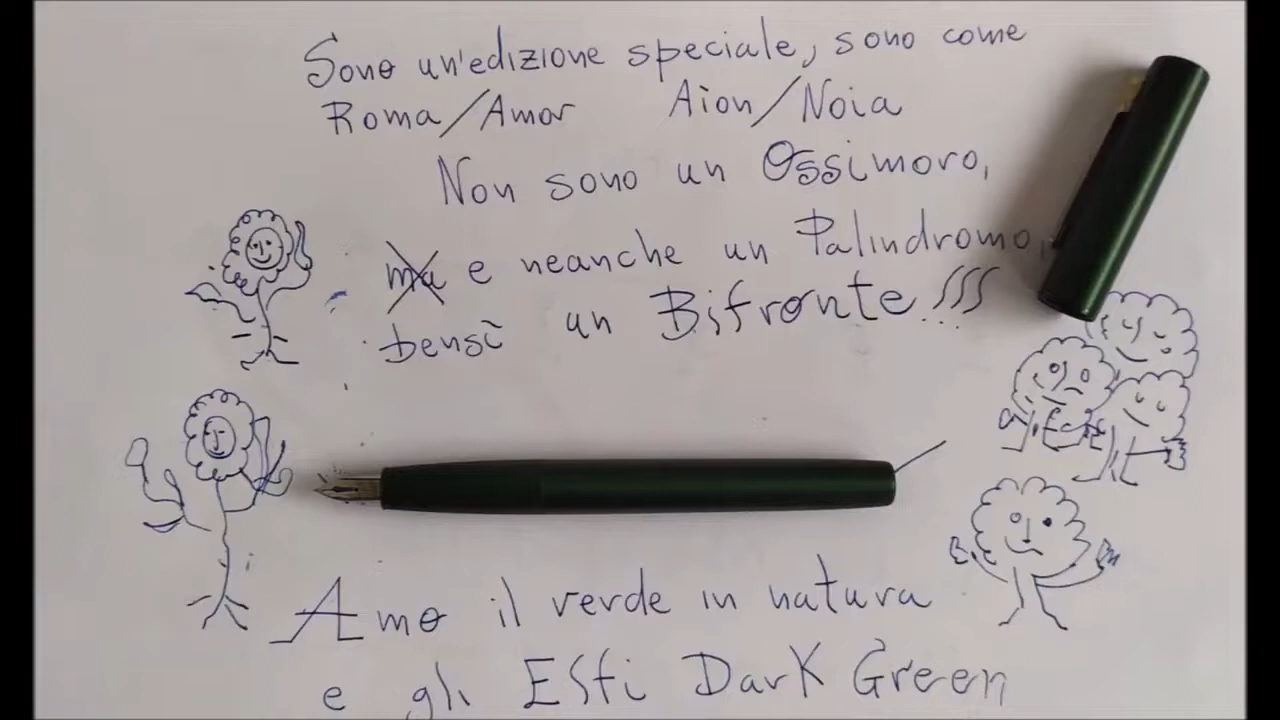 Sono un'edizione speciale, sono come
Roma/Amor Aion/Noia
Non sono un Ossimoro,
ma e neanche un Palindromo,
bensì un Bifronte!!!
Amo il verde in natura
e gli Esti Dark Green